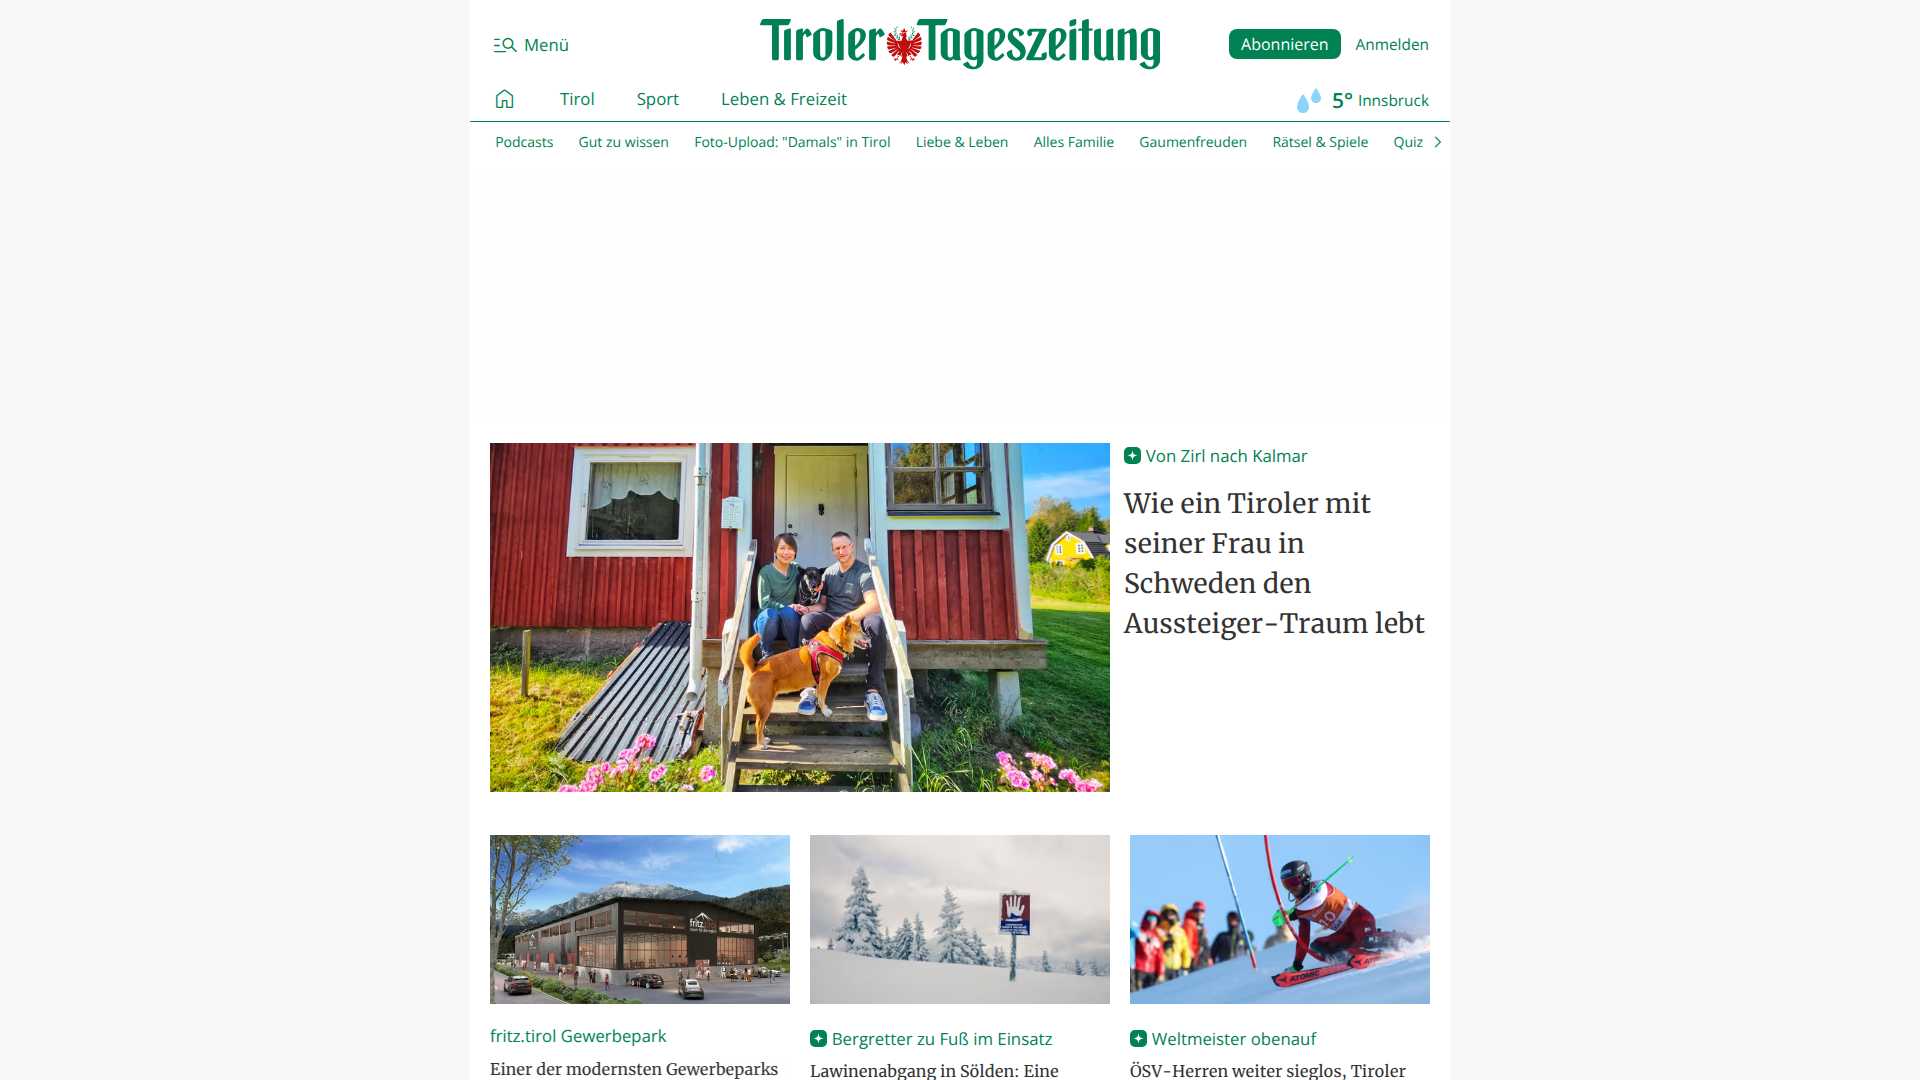 Menü
Tiroler Tageszeitung
Abonnieren
Anmelden
Tirol
Sport
Leben & Freizeit
5° Innsbruck
Podcasts
Gut zu wissen
Foto-Upload: "Damals" in Tirol
Liebe & Leben
Alles Familie
Gaumenfreuden
Rätsel & Spiele
Quiz
Von Zirl nach Kalmar
Wie ein Tiroler mit
seiner Frau in
Schweden den
Aussteiger-Traum lebt
fritz
ATOMIC
fritz.tirol Gewerbepark
Einer der modernsten Gewerbeparks
Bergretter zu Fuß im Einsatz
Lawinenabgang in Sölden: Eine
Weltmeister obenauf
ÖSV-Herren weiter sieglos, Tiroler